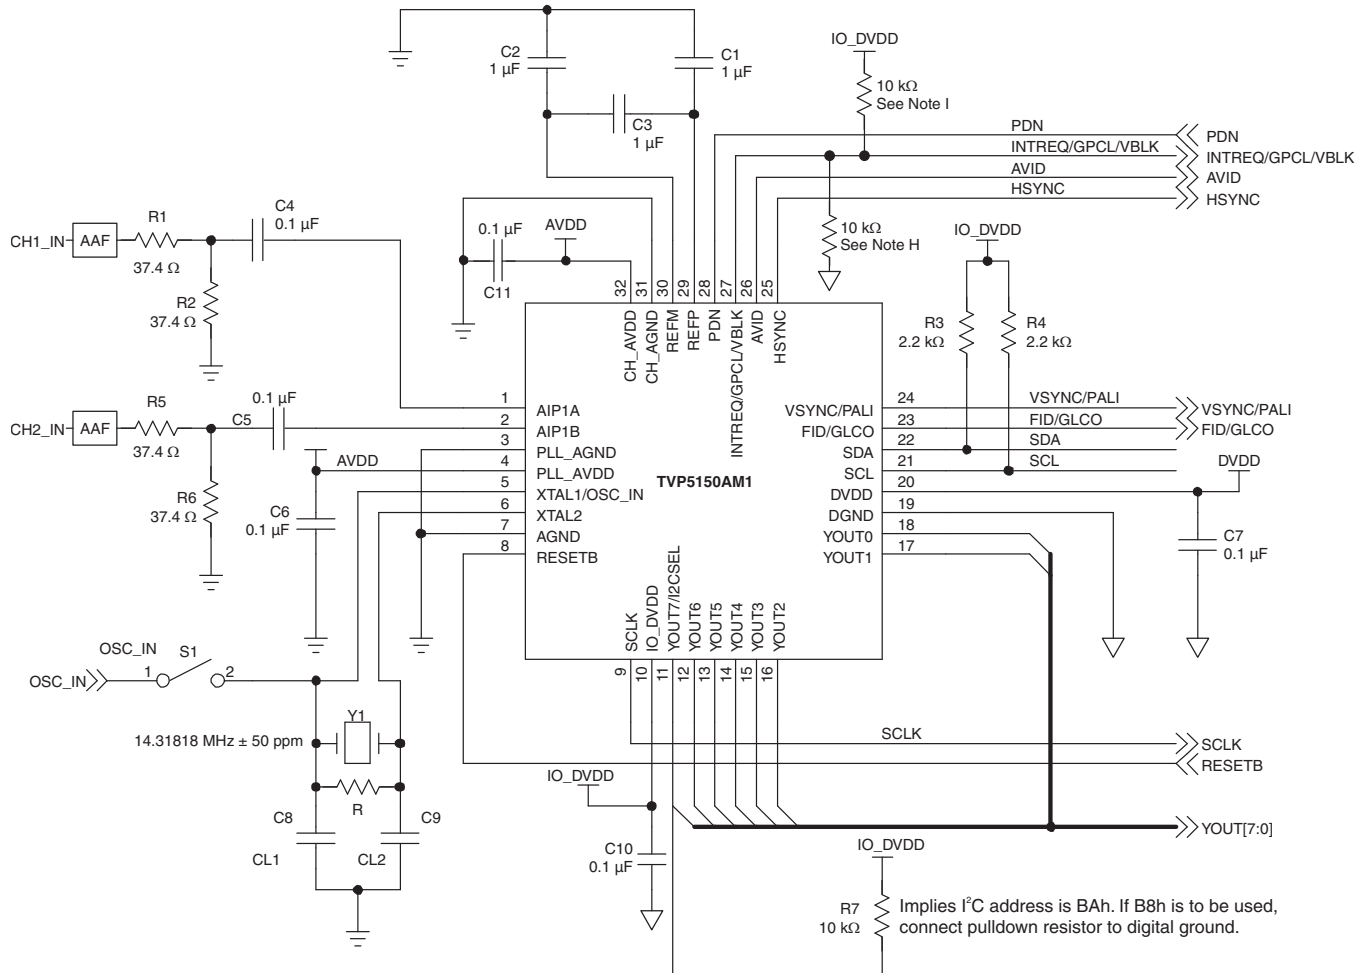 C2
1 µF
C1
1 µF
C3
1 µF
IO_DVDD
10 kΩ
See Note I
PDN
PDN
INTREQ/GPCL/VBLK
INTREQ/GPCL/VBLK
AVID
AVID
HSYNC
HSYNC
10 kΩ
See Note H
IO_DVDD
R3
2.2 kΩ
R4
2.2 kΩ
CH1_IN
AAF
R1
37.4 Ω
C4
0.1 µF
R2
37.4 Ω
0.1 µF
C11
AVDD
32
31
30
29
28
27
26
25
CH_AVDD
CH_AGND
REFM
REFP
PDN
INTREQ/GPCL/VBLK
AVID
HSYNC
CH2_IN
AAF
R5
37.4 Ω
C5
0.1 µF
R6
37.4 Ω
AVDD
C6
0.1 µF
1
AIP1A
2
AIP1B
3
PLL_AGND
4
PLL_AVDD
5
XTAL1/OSC_IN
6
XTAL2
7
AGND
8
RESETB
TVP5150AM1
VSYNC/PALI
24
VSYNC/PALI
VSYNC/PALI
FID/GLCO
23
FID/GLCO
FID/GLCO
SDA
22
SDA
SCL
21
SCL
DVDD
20
DVDD
DGND
19
YOUT0
18
YOUT1
17
C7
0.1 µF
SCLK
IO_DVDD
YOUT7/I2CSEL
YOUT6
YOUT5
YOUT4
YOUT3
YOUT2
9
10
11
12
13
14
15
16
OSC_IN
OSC_IN
1
S1
2
Y1
14.31818 MHz ± 50 ppm
R
C8
CL1
C9
CL2
SCLK
SCLK
RESETB
IO_DVDD
C10
0.1 µF
YOUT[7:0]
IO_DVDD
R7
10 kΩ
Implies I²C address is BAh. If B8h is to be used,
connect pulldown resistor to digital ground.